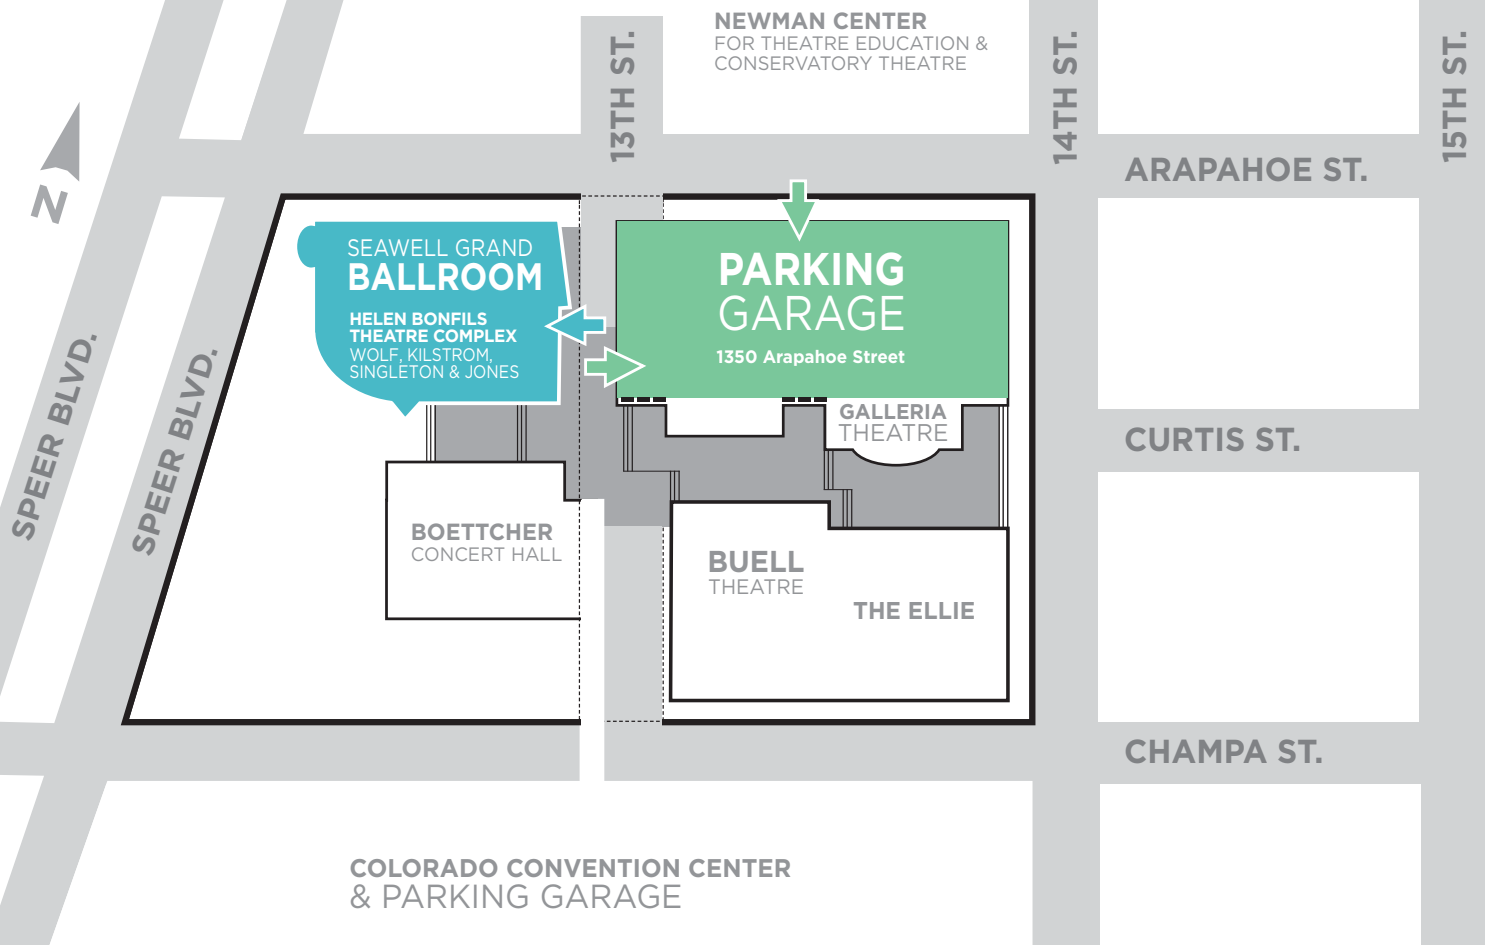 NEWMAN CENTER
FOR THEATRE EDUCATION &
CONSERVATORY THEATRE
13TH ST.
14TH ST.
15TH ST.
N
ARAPAHOE ST.
SEAWELL GRAND
BALLROOM
HELEN BONFILS
THEATRE COMPLEX
WOLF, KILSTROM,
SINGLETON & JONES
PARKING
GARAGE
1350 Arapahoe Street
GALLERIA
THEATRE
SPEER BLVD.
SPEER BLVD.
CURTIS ST.
BOETTCHER
CONCERT HALL
BUELL
THEATRE
THE ELLIE
CHAMPA ST.
COLORADO CONVENTION CENTER
& PARKING GARAGE